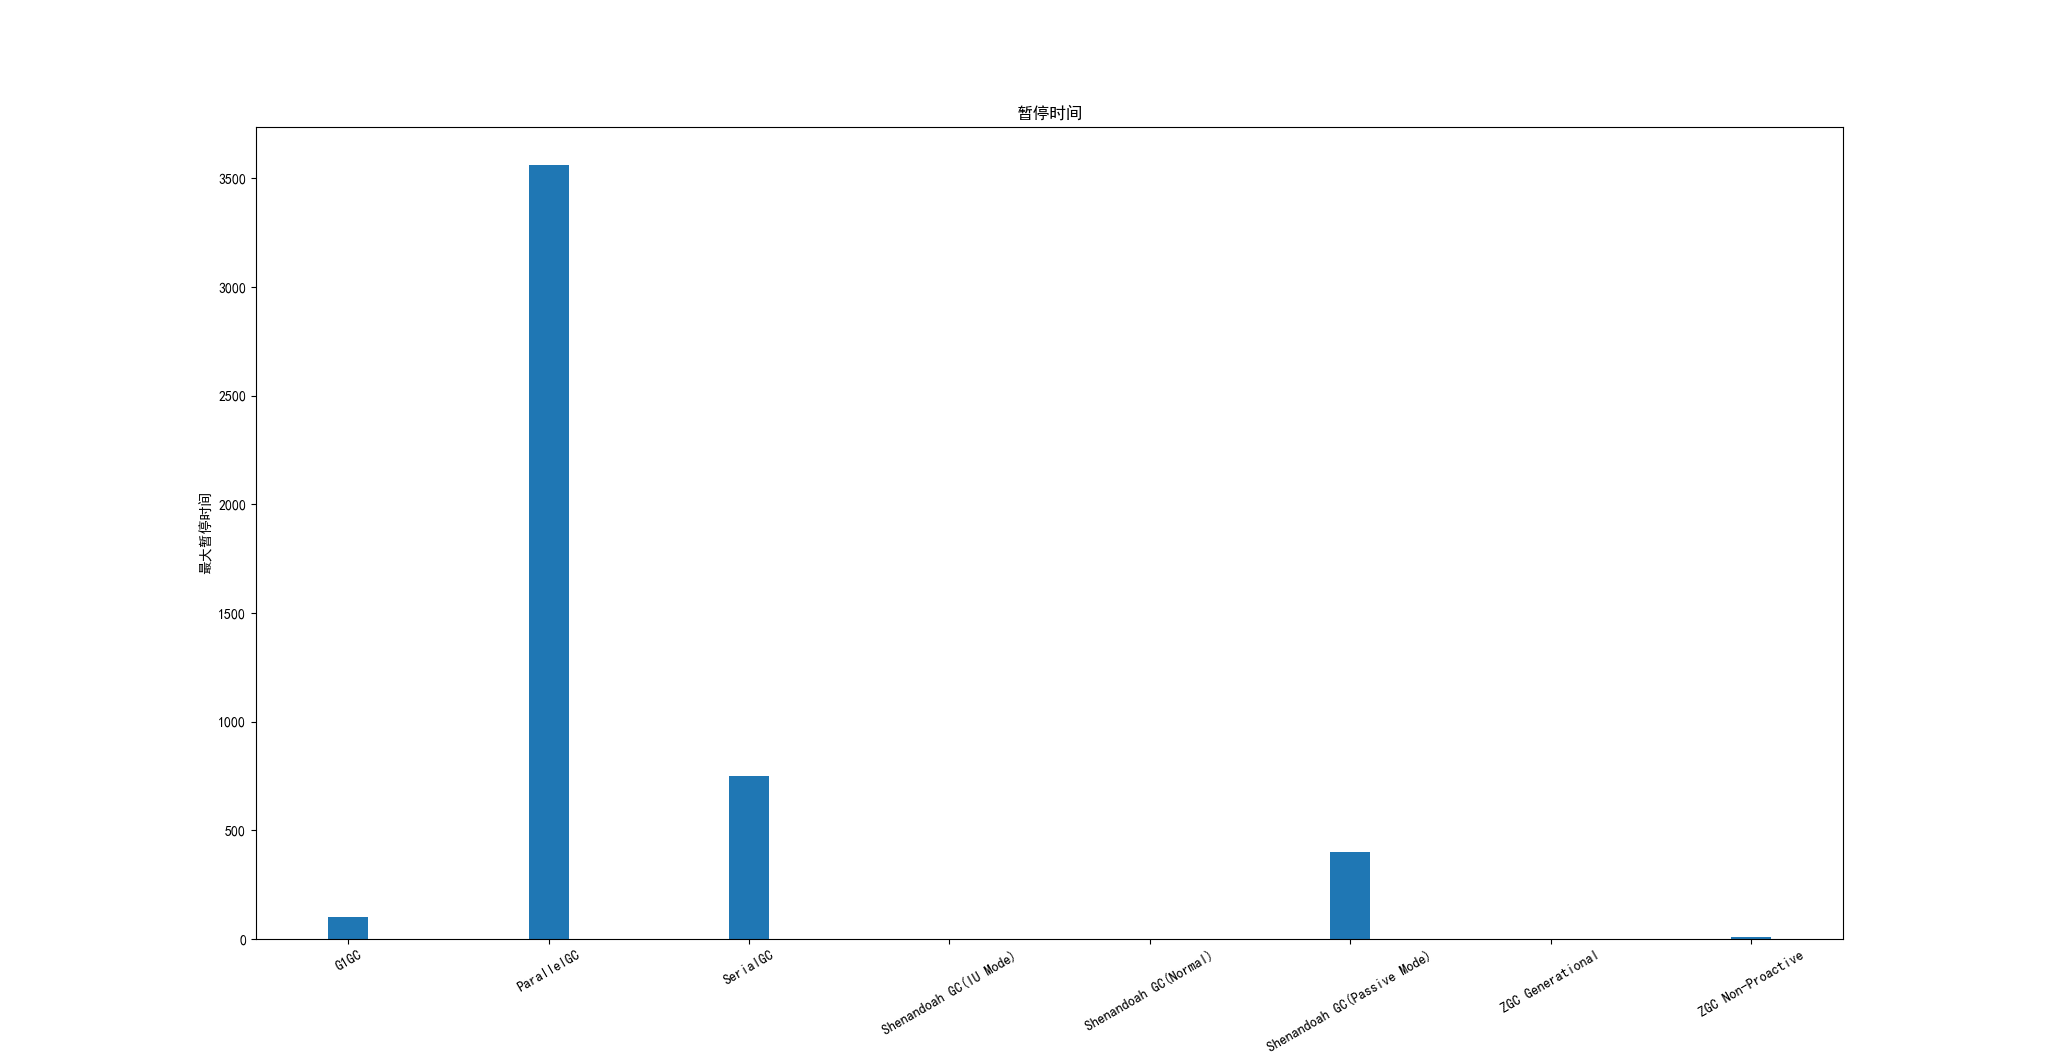 暂停时间
最大暂停时间
3500
3000
2500
2000
1500
1000
500
0
G1GC
ParallelGC
SerialGC
Shenandoah GC(IU Mode)
Shenandoah GC(Normal)
Shenandoah GC(Passive Mode)
ZGC Generational
ZGC Non-Proactive